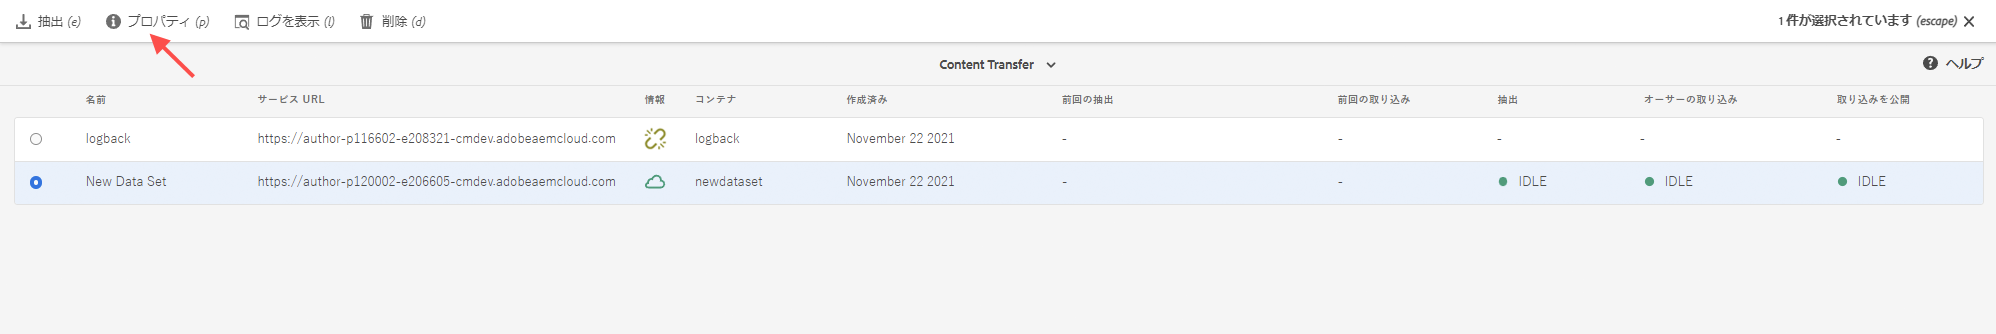 抽出 (e) プロパティ (p) ログを表示 (l) 削除 (d) 1 件が選択されています (escape)
Content Transfer ヘルプ
名前 サービス URL 情報 コンテナ 作成済み 前回の抽出 前回の取り込み 抽出 オーサーの取り込み 取り込みを公開
logback https://author-p116602-e208321-cmdev.adobeaemcloud.com logback November 22 2021 - - - - -
New Data Set https://author-p120002-e206605-cmdev.adobeaemcloud.com newdataset November 22 2021 - - IDLE IDLE IDLE